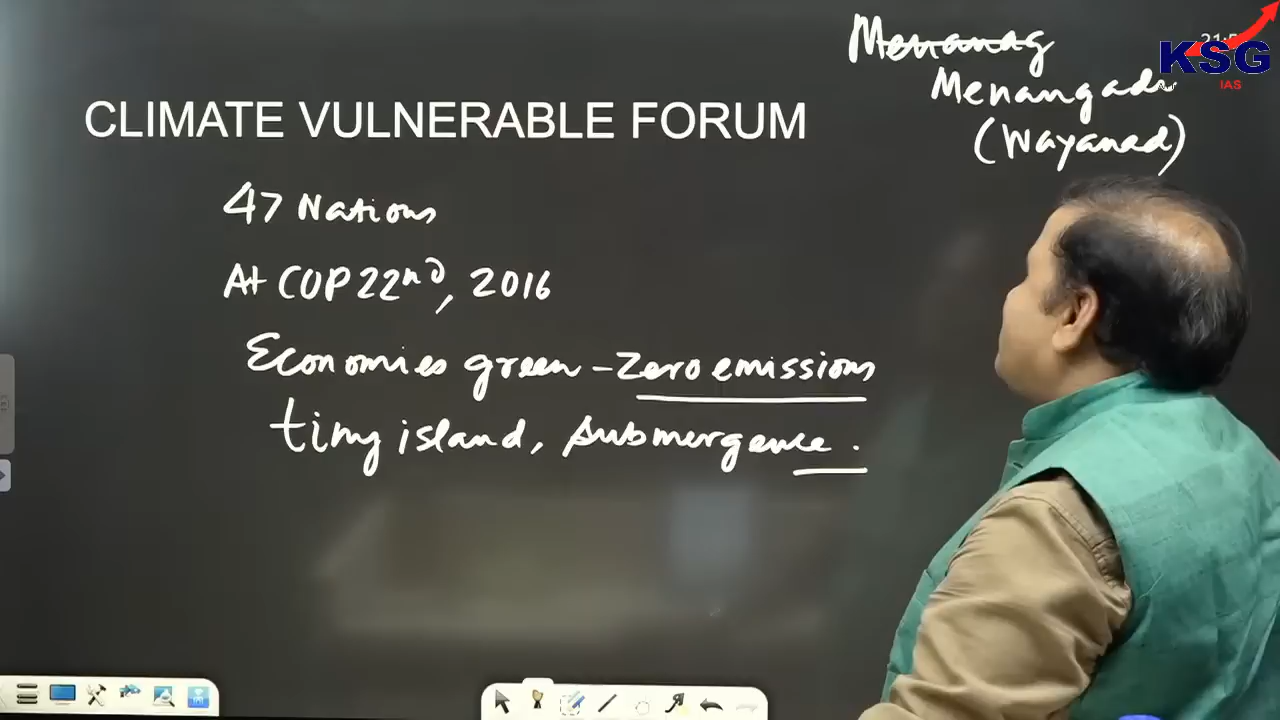 Menanag
KSG
IAS
Menangadi
(Wayanad)
CLIMATE VULNERABLE FORUM
47 Nations
At COP 22nd, 2016
Economies green - Zero emissions
tiny island, submergence.